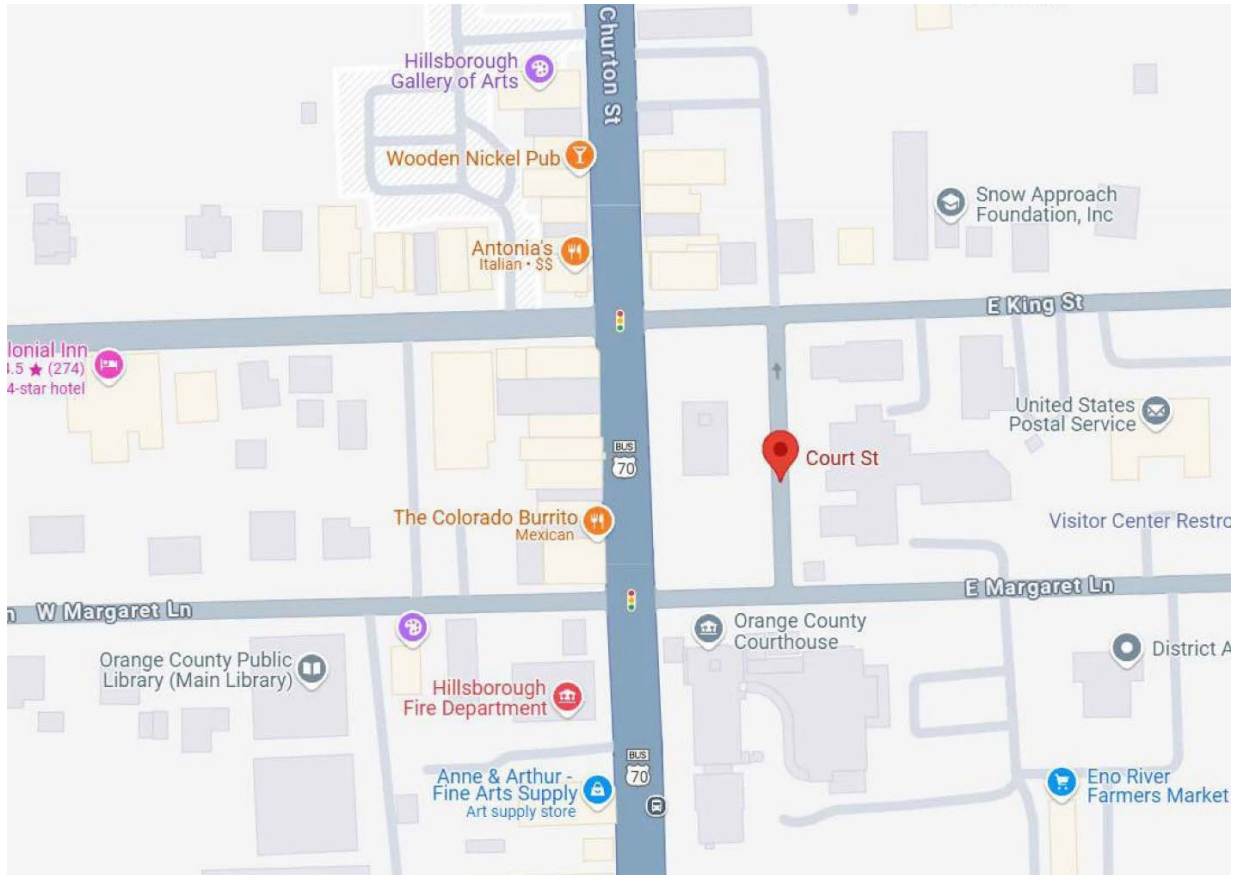 Churton St
Hillsborough
Gallery of Arts
Wooden Nickel Pub
Snow Approach
Foundation, Inc
Antonia's
Italian • $$
E King St
lonial Inn
4.5 ★ (274)
4-star hotel
United States
Postal Service
BUS
70
Court St
The Colorado Burrito
Mexican
Visitor Center Restro
E Margaret Ln
n W Margaret Ln
Orange County
Courthouse
Orange County Public
Library (Main Library)
District A
Hillsborough
Fire Department
BUS
70
Anne & Arthur -
Fine Arts Supply
Art supply store
Eno River
Farmers Market